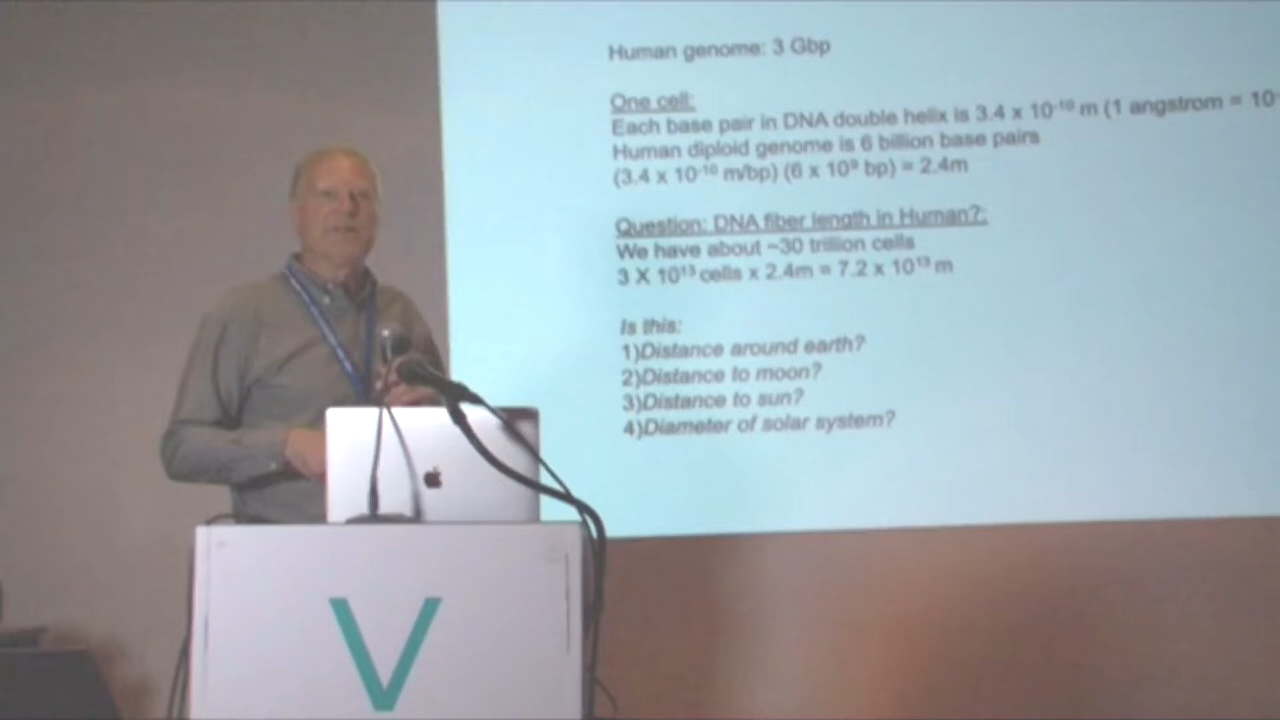 Human genome: 3 Gbp
One cell:
Each base pair in DNA double helix is 3.4 x 10⁻¹⁰ m (1 angstrom = 10⁻
Human diploid genome is 6 billion base pairs
(3.4 x 10⁻¹⁰ m/bp) (6 x 10⁹ bp) = 2.4m
Question: DNA fiber length in Human?:
We have about ~30 trillion cells
3 X 10¹³ cells x 2.4m = 7.2 x 10¹³ m
Is this:
1)Distance around earth?
2)Distance to moon?
3)Distance to sun?
4)Diameter of solar system?
V